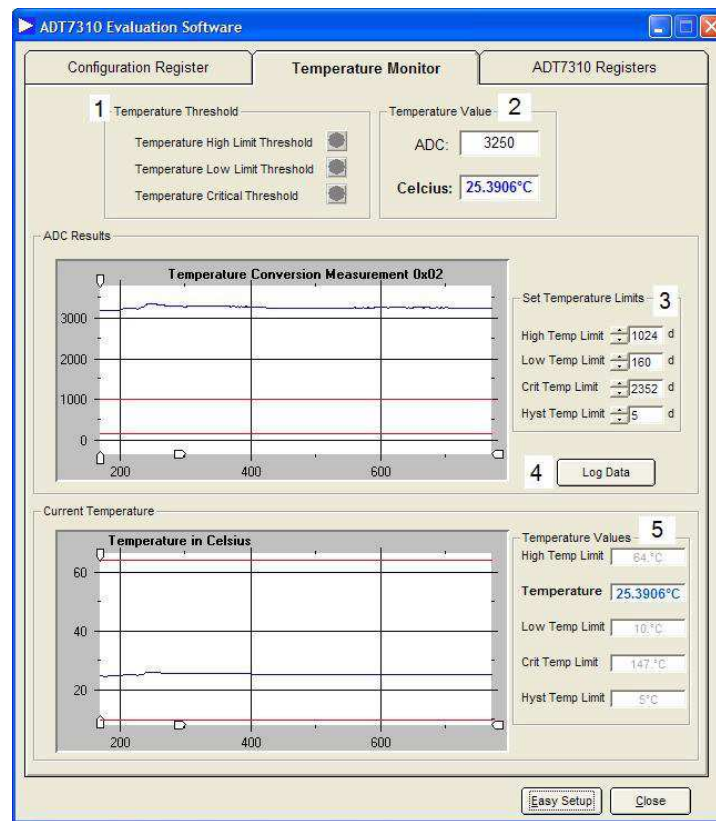 ADT7310 Evaluation Software
Configuration Register
Temperature Monitor
ADT7310 Registers
1
Temperature Threshold
Temperature High Limit Threshold
Temperature Low Limit Threshold
Temperature Critical Threshold
Temperature Value
2
ADC: 3250
Celcius: 25.3906°C
ADC Results
Temperature Conversion Measurement 0x02
3000
2000
1000
0
200 400 600
Set Temperature Limits
3
High Temp Limit 1024 d
Low Temp Limit 160 d
Crit Temp Limit 2352 d
Hyst Temp Limit 5 d
4
Log Data
Current Temperature
Temperature in Celsius
60
40
20
200 400 600
Temperature Values
5
High Temp Limit 64.°C
Temperature 25.3906°C
Low Temp Limit 10.°C
Crit Temp Limit 147.°C
Hyst Temp Limit 5°C
Easy Setup
Close